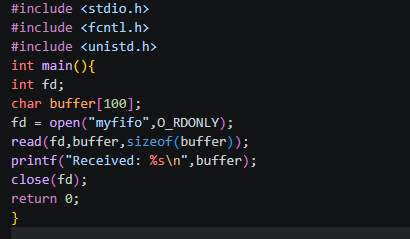 #include <stdio.h>
#include <fcntl.h>
#include <unistd.h>
int main(){
int fd;
char buffer[100];
fd = open("myfifo",O_RDONLY);
read(fd,buffer,sizeof(buffer));
printf("Received: %s\n",buffer);
close(fd);
return 0;
}